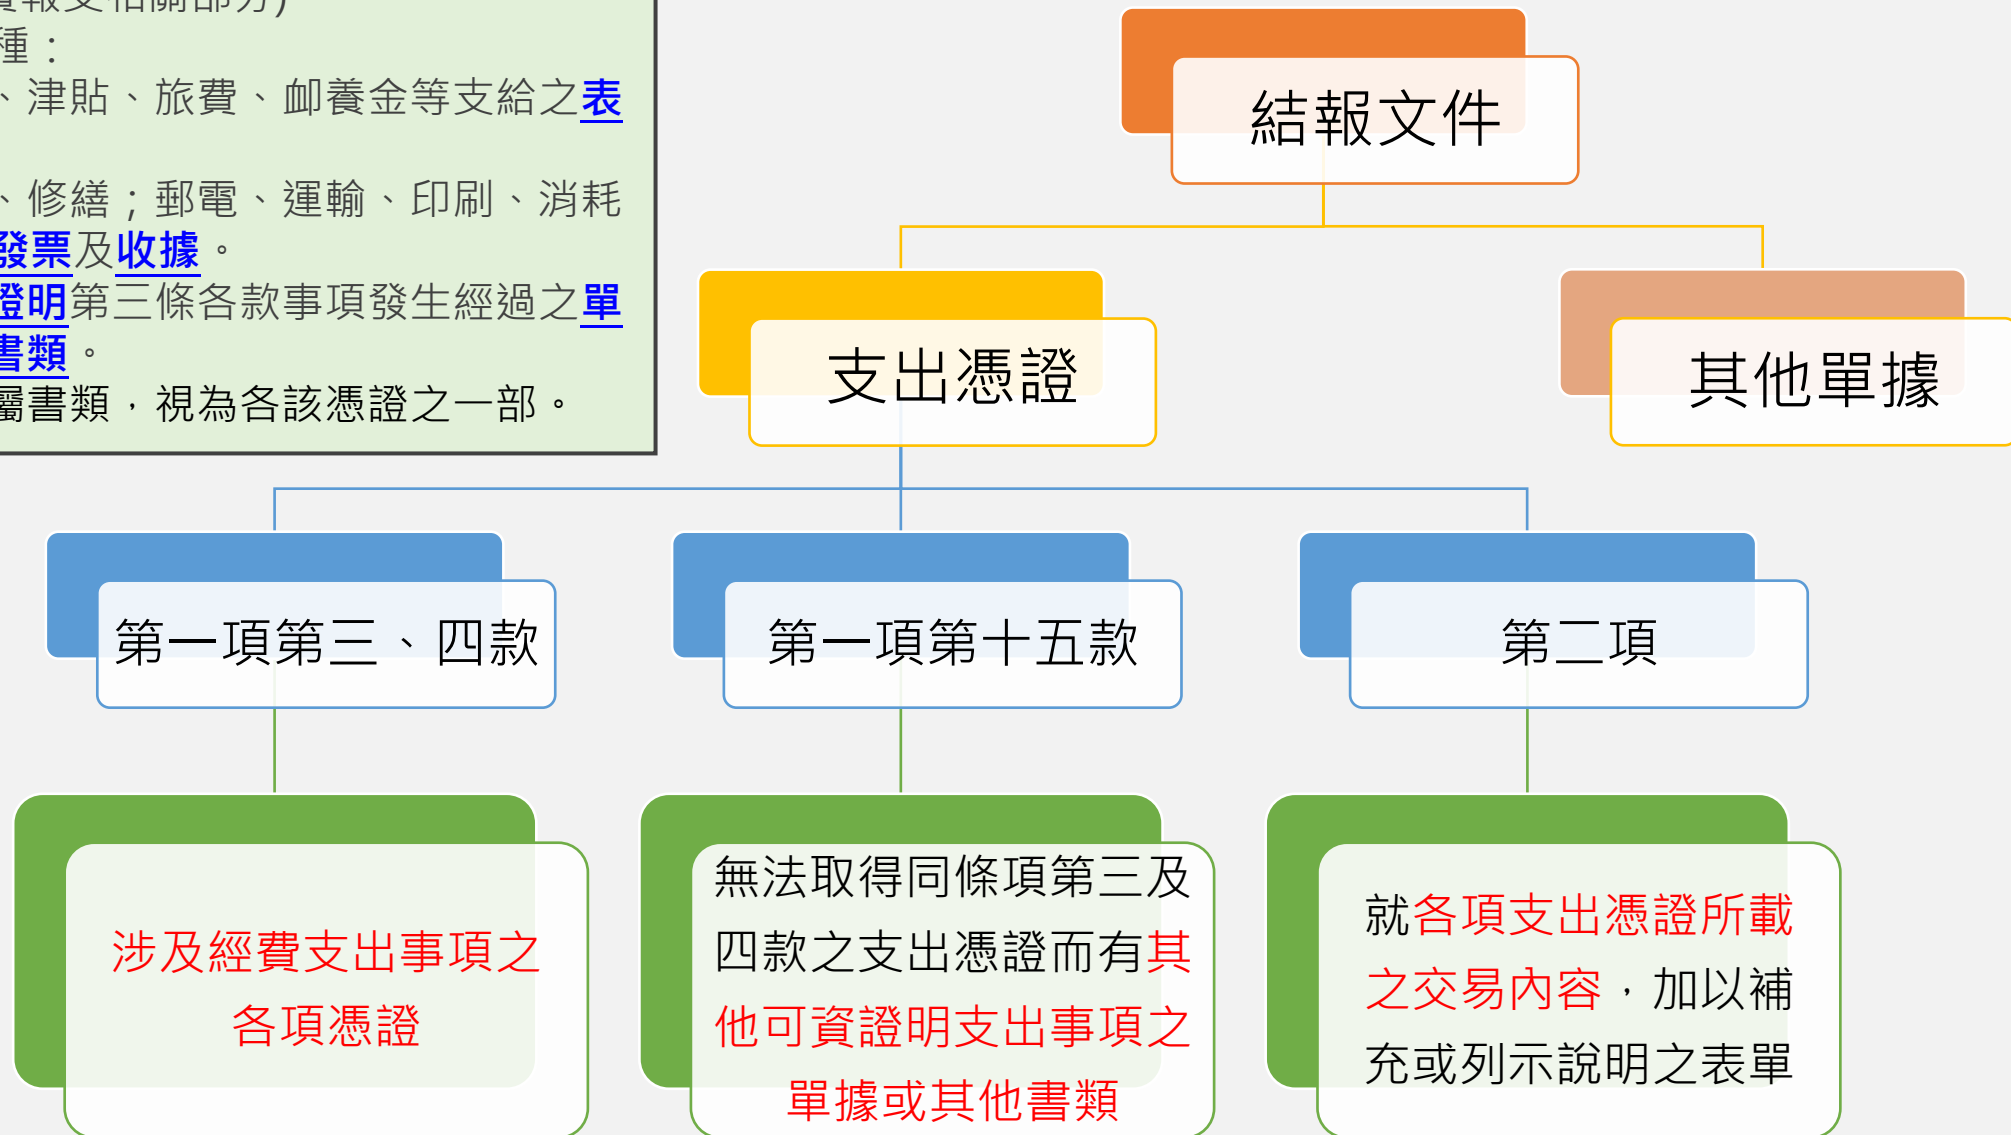 費報支相關部分)
種：
、津貼、旅費、卹養金等支給之表
、修繕；郵電、運輸、印刷、消耗
發票及收據。
證明第三條各款事項發生經過之單
書類。
屬書類，視為各該憑證之一部。
結報文件
支出憑證
其他單據
第一項第三、四款
第一項第十五款
第二項
涉及經費支出事項之
各項憑證
無法取得同條項第三及
四款之支出憑證而有其
他可資證明支出事項之
單據或其他書類
就各項支出憑證所載
之交易內容，加以補
充或列示說明之表單